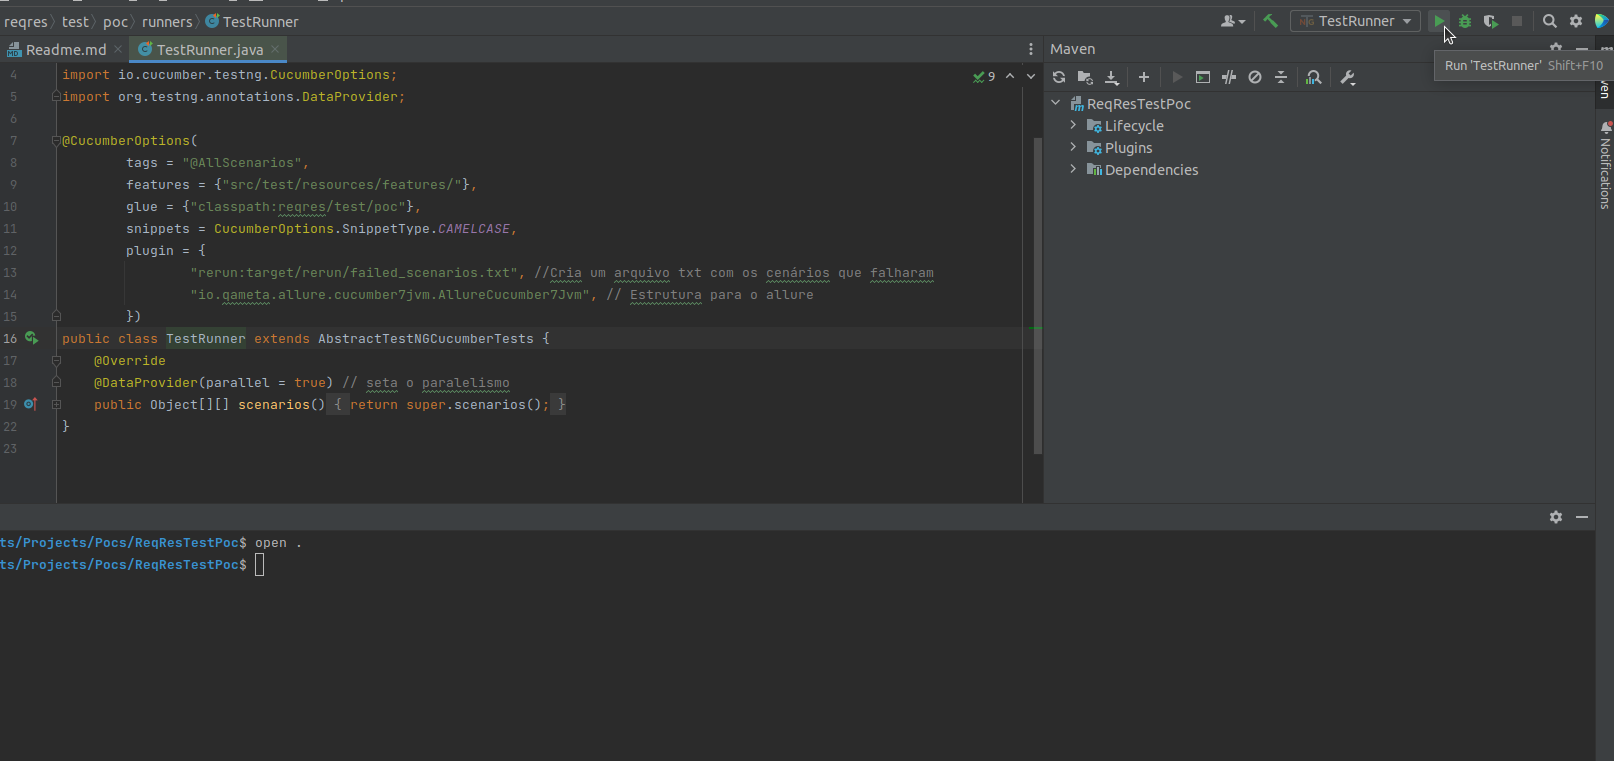 reqres test poc runners TestRunner
TestRunner
Readme.md TestRunner.java
Maven
Run 'TestRunner' Shift+F10
4 import io.cucumber.testng.CucumberOptions;
9
5 import org.testng.annotations.DataProvider;
6
7 @CucumberOptions(
8 tags = "@AllScenarios",
9 features = {"src/test/resources/features/"},
10 glue = {"classpath:reqres/test/poc"},
11 snippets = CucumberOptions.SnippetType.CAMELCASE,
12 plugin = {
13 "rerun:target/rerun/failed_scenarios.txt", //Cria um arquivo txt com os cenários que falharam
14 "io.qameta.allure.cucumber7jvm.AllureCucumber7Jvm", // Estrutura para o allure
15 })
16 public class TestRunner extends AbstractTestNGCucumberTests {
17 @Override
18 @DataProvider(parallel = true) // seta o paralelismo
19 public Object[][] scenarios() { return super.scenarios(); }
22 }
23
ReqResTestPoc
Lifecycle
Plugins
Dependencies
ven
Notifications
ts/Projects/Pocs/ReqResTestPoc$ open .
ts/Projects/Pocs/ReqResTestPoc$